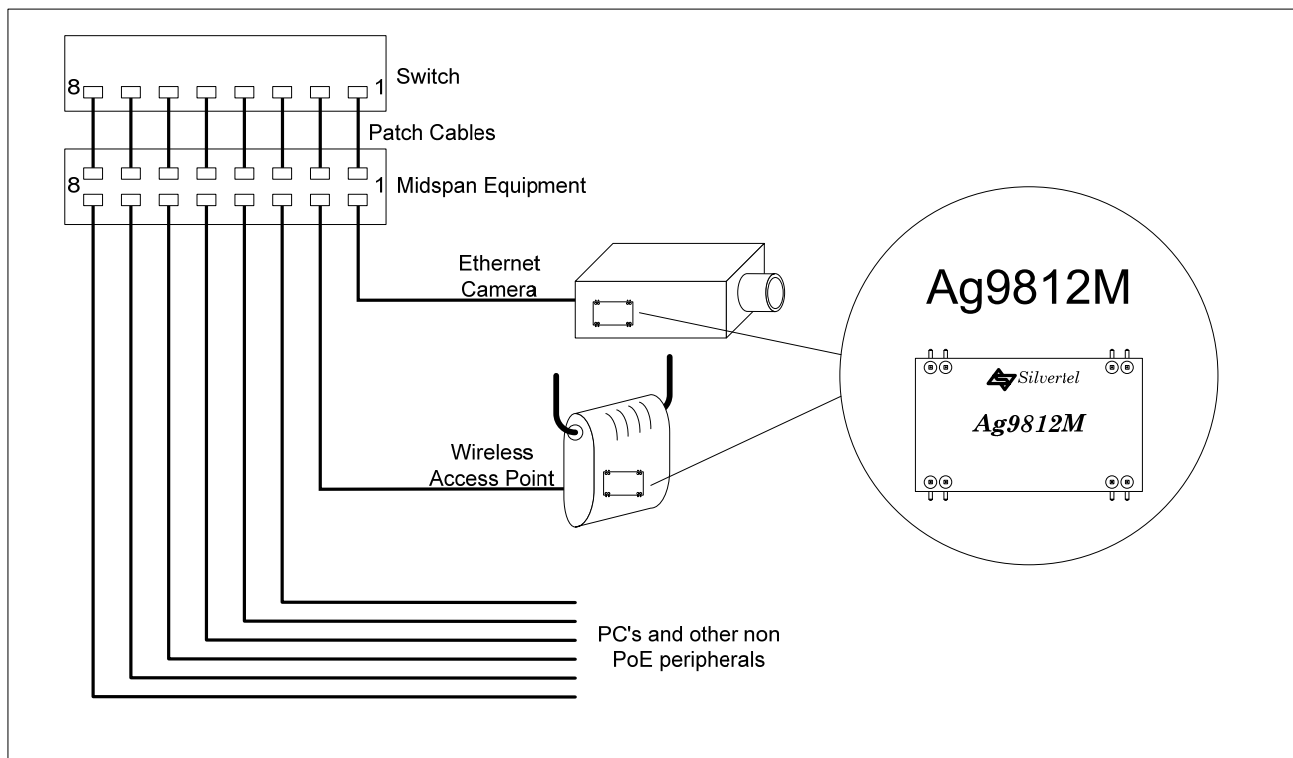 8
1
Switch
Patch Cables
8
1
Midspan Equipment
Ethernet
Camera
Wireless
Access Point
PC's and other non
PoE peripherals
Ag9812M
Silvertel
Ag9812M